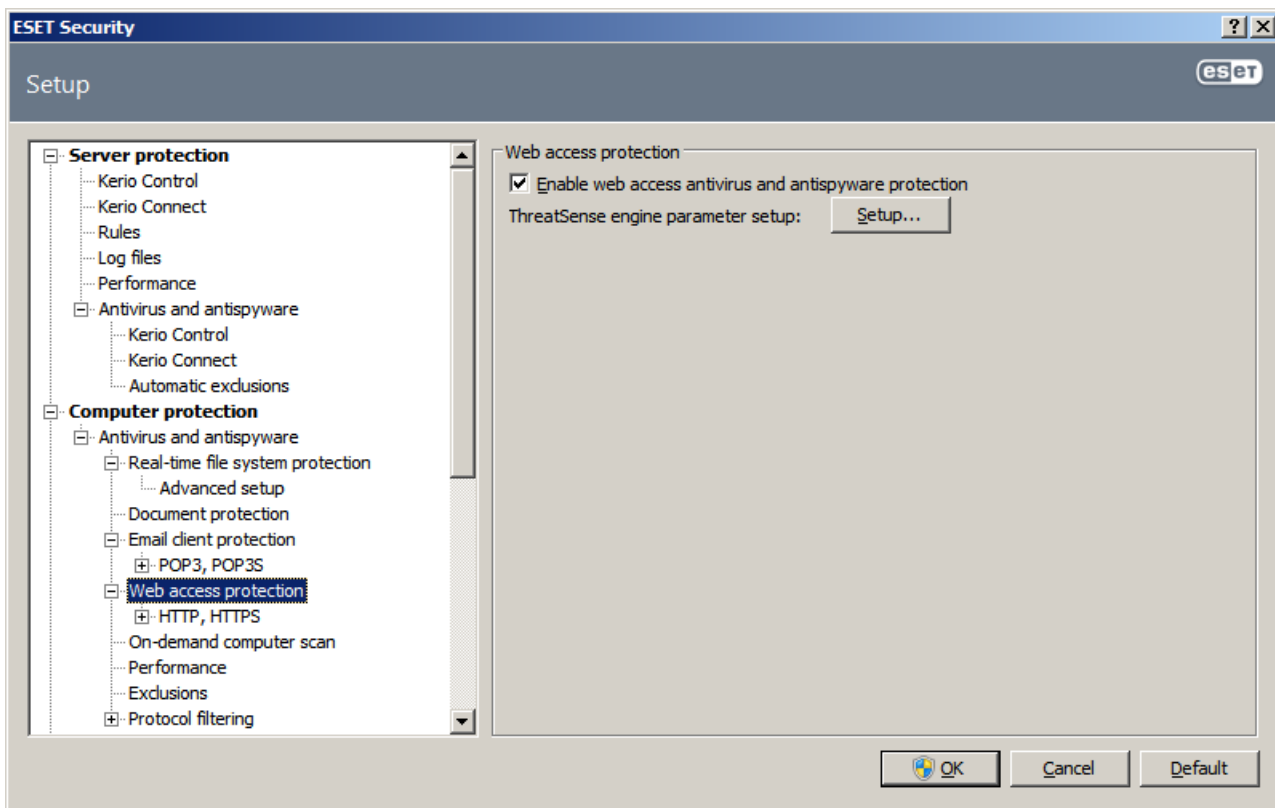 ESET Security
Setup
eseT
Server protection
Kerio Control
Kerio Connect
Rules
Log files
Performance
Antivirus and antispyware
Kerio Control
Kerio Connect
Automatic exclusions
Computer protection
Antivirus and antispyware
Real-time file system protection
Advanced setup
Document protection
Email client protection
POP3, POP3S
Web access protection
HTTP, HTTPS
On-demand computer scan
Performance
Exclusions
Protocol filtering
Web access protection
Enable web access antivirus and antispyware protection
ThreatSense engine parameter setup: Setup...
OK Cancel Default